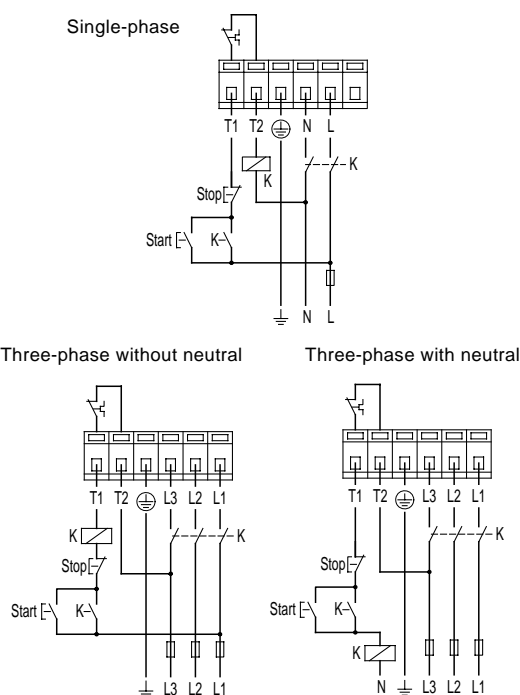 Single-phase
T1 T2 N L
K
K
Stop
Start K
N L
Three-phase without neutral
T1 T2 L3 L2 L1
K K
Stop
Start K
L3 L2 L1
Three-phase with neutral
T1 T2 L3 L2 L1
K
Stop
Start K
K
N L3 L2 L1